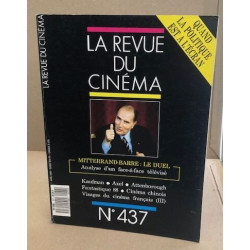 LA REVUE DU CINÉMA
QUAND
LA POLITIQUE
EST A L'ÉCRAN
LA REVUE
DU
CINÉMA
MITTERRAND-BARRE : LE DUEL
Analyse d'un face-à-face télévisé
Kaufman • Axel • Attenborough
Fantastique 88 • Cinéma chinois
Visages du cinéma français (III)
N° 437